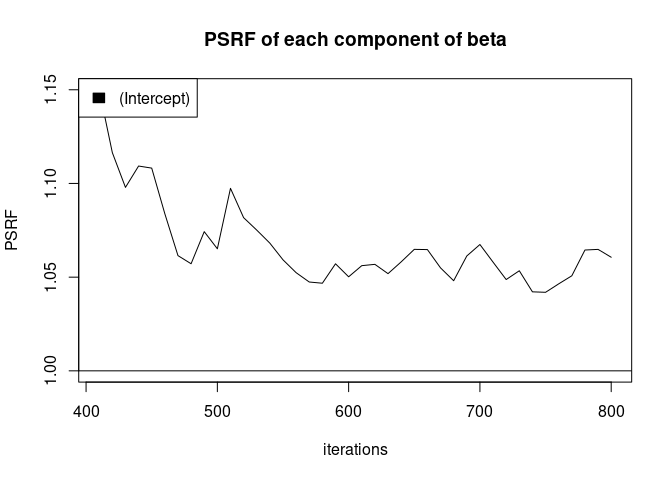 PSRF of each component of beta
(Intercept)
1.15
1.10
1.05
1.00
PSRF
400 500 600 700 800
iterations